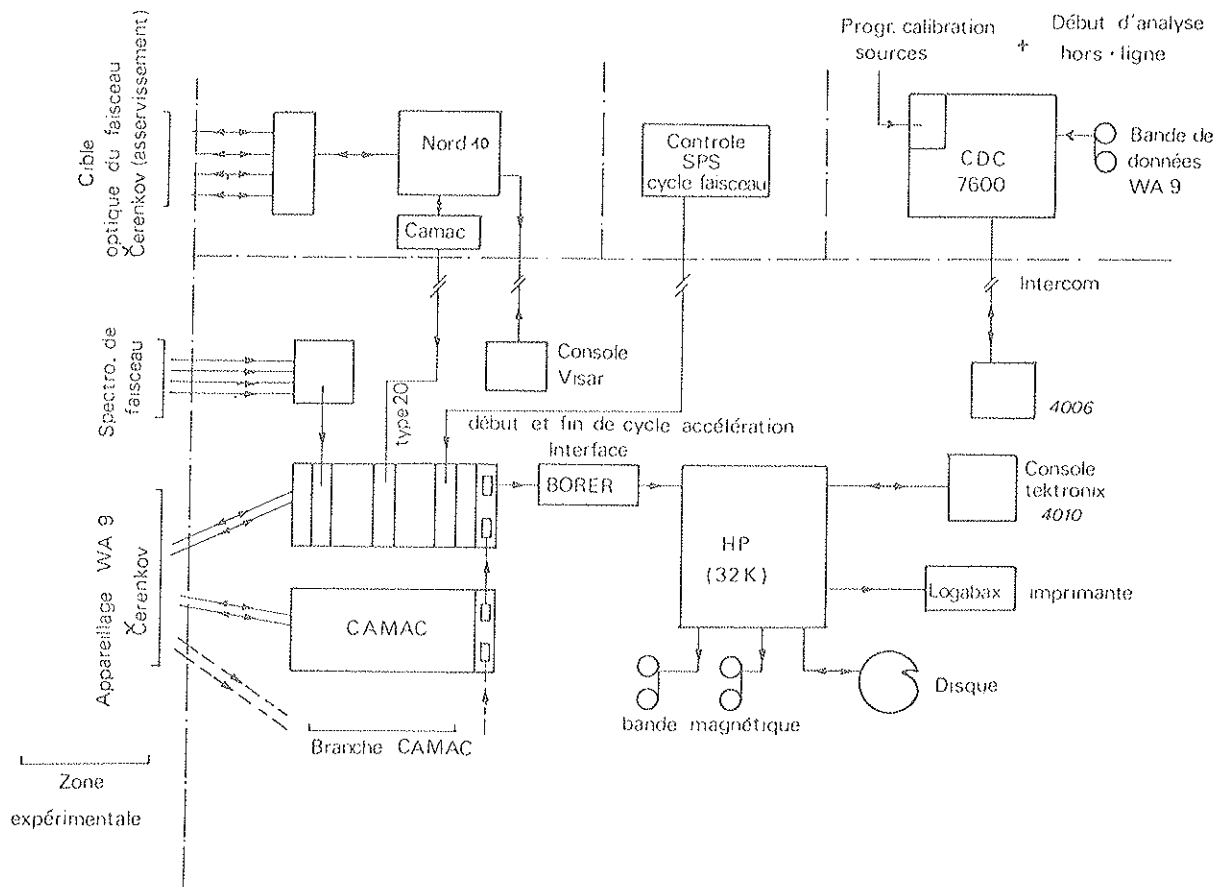 Progr. calibration
sources
+
Début d'analyse
hors-ligne
Cible
optique du faisceau
Čerenkov (asservissement)
Nord 10
Camac
Controle
SPS
cycle faisceau
CDC
7600
Bande de
données
WA 9
Intercom
Spectro. de
faisceau
Console
Visar
4006
type 20
début et fin de cycle accélération
Interface
BORER
HP
(32K)
Console
tektronix
4010
Logabax
imprimante
Appareillage WA 9
Čerenkov
CAMAC
bande magnétique
Disque
Branche CAMAC
Zone
expérimentale